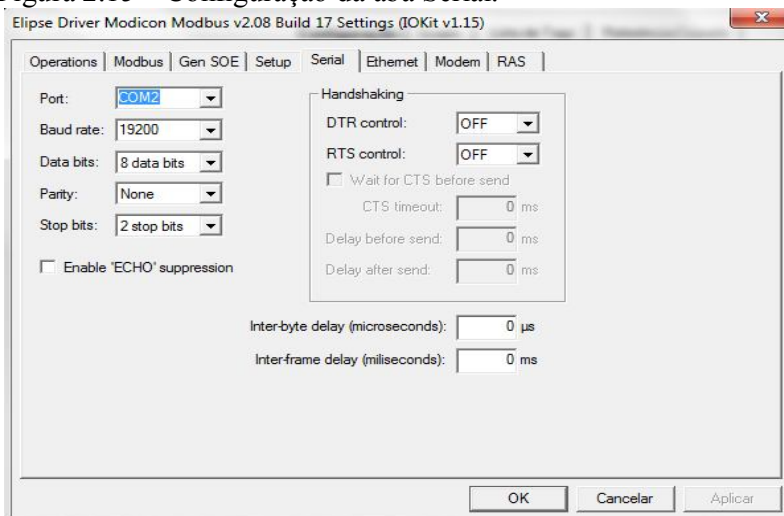 Figura 2.15 – Configuração da aba Serial.
Elipse Driver Modicon Modbus v2.08 Build 17 Settings (IOKit v1.15)
Operations Modbus Gen SOE Setup Serial Ethernet Modem RAS
Port: COM2
Baud rate: 19200
Data bits: 8 data bits
Parity: None
Stop bits: 2 stop bits
Enable 'ECHO' suppression
Handshaking
DTR control: OFF
RTS control: OFF
Wait for CTS before send
CTS timeout: 0 ms
Delay before send: 0 ms
Delay after send: 0 ms
Inter-byte delay (microseconds): 0 µs
Inter-frame delay (miliseconds): 0 ms
OK Cancelar Aplicar